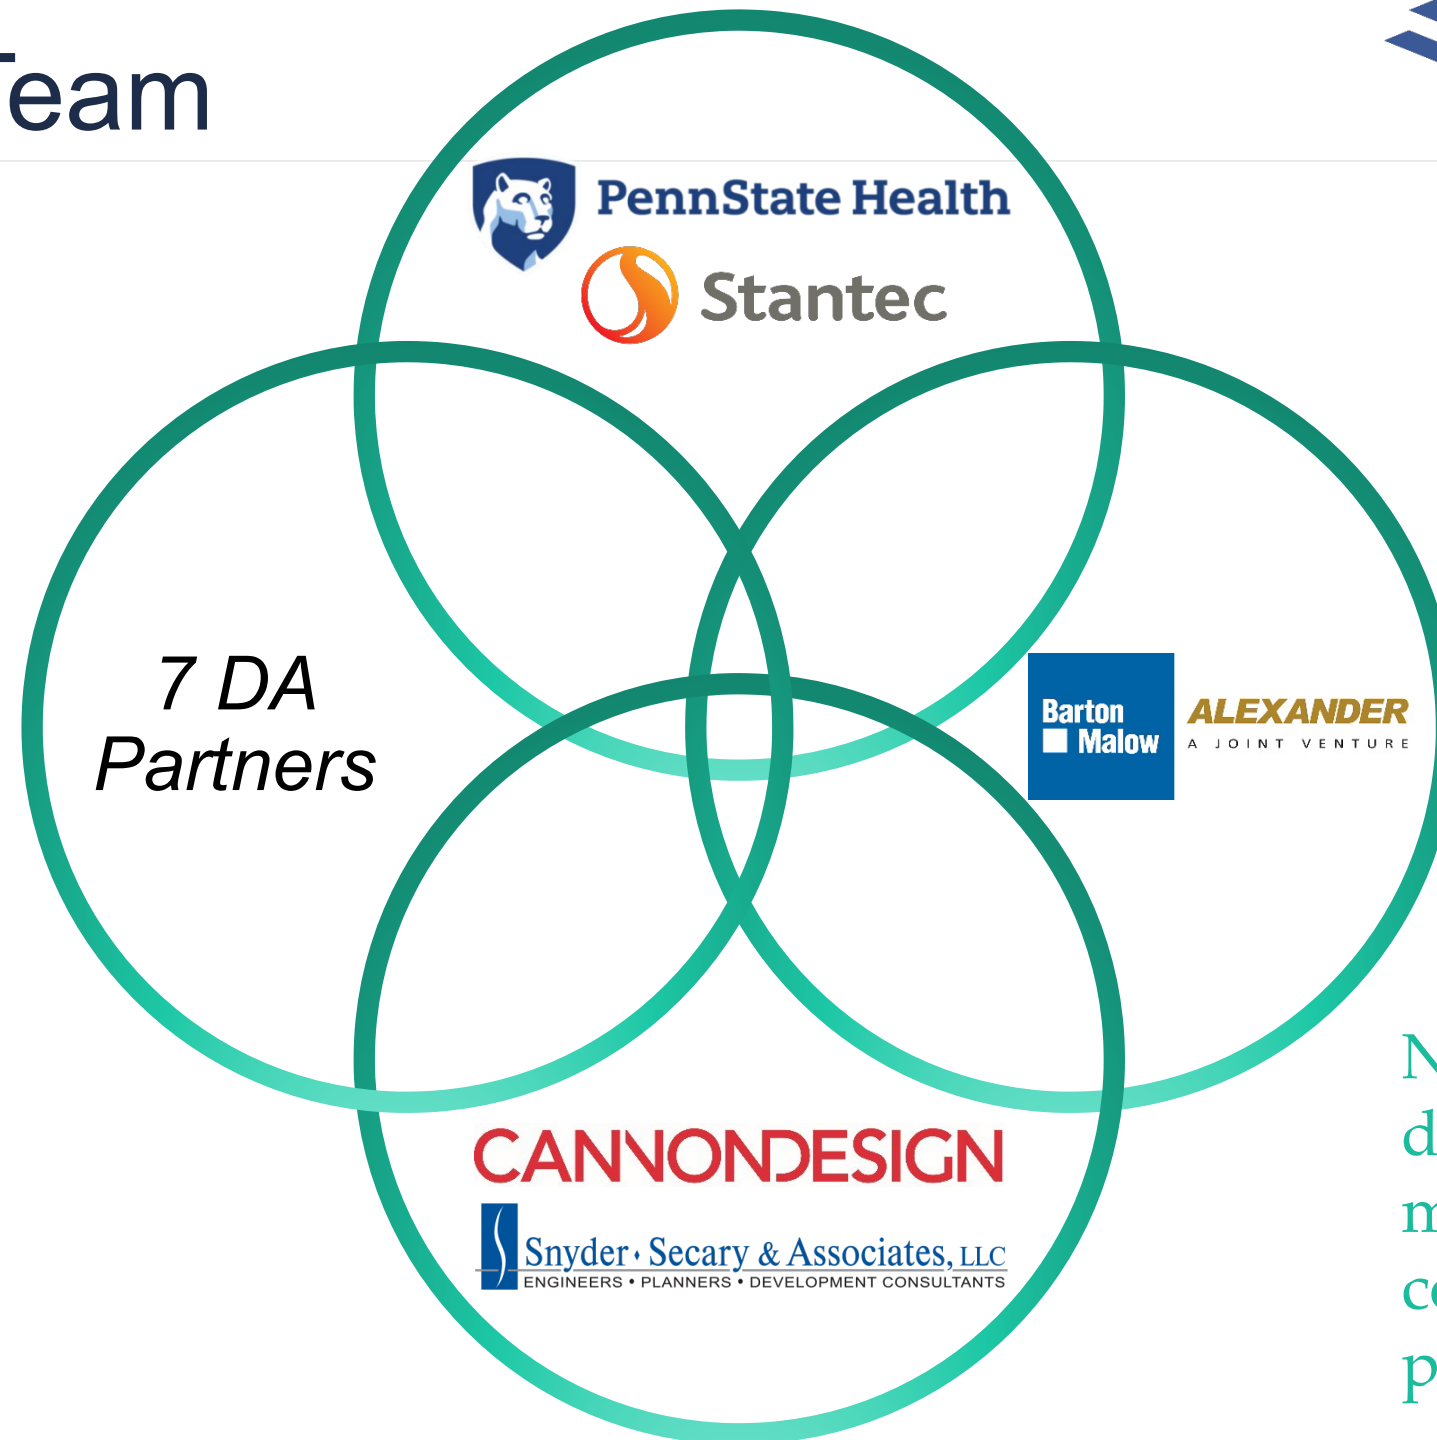 Team
PennState Health
Stantec
7 DA
Partners
Barton
Malow
ALEXANDER
A JOINT VENTURE
CANNONDESIGN
Snyder • Secary & Associates, LLC
ENGINEERS • PLANNERS • DEVELOPMENT CONSULTANTS